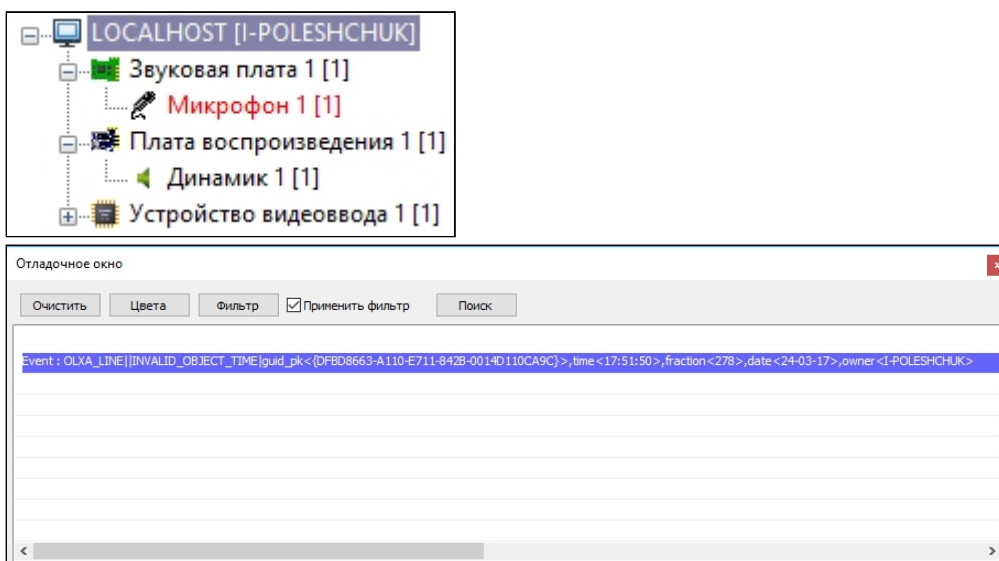 LOCALHOST [I-POLESHCHUK]
Звуковая плата 1 [1]
Микрофон 1 [1]
Плата воспроизведения 1 [1]
Динамик 1 [1]
Устройство видеоввода 1 [1]
Отладочное окно
Очистить Цвета Фильтр Применить фильтр Поиск
Event : OLXA_LINE||INVALID_OBJECT_TIME|guid_pk<{DFBD8663-A110-E711-842B-0014D110CA9C}>,time<17:51:50>,fraction<278>,date<24-03-17>,owner<I-POLESHCHUK>